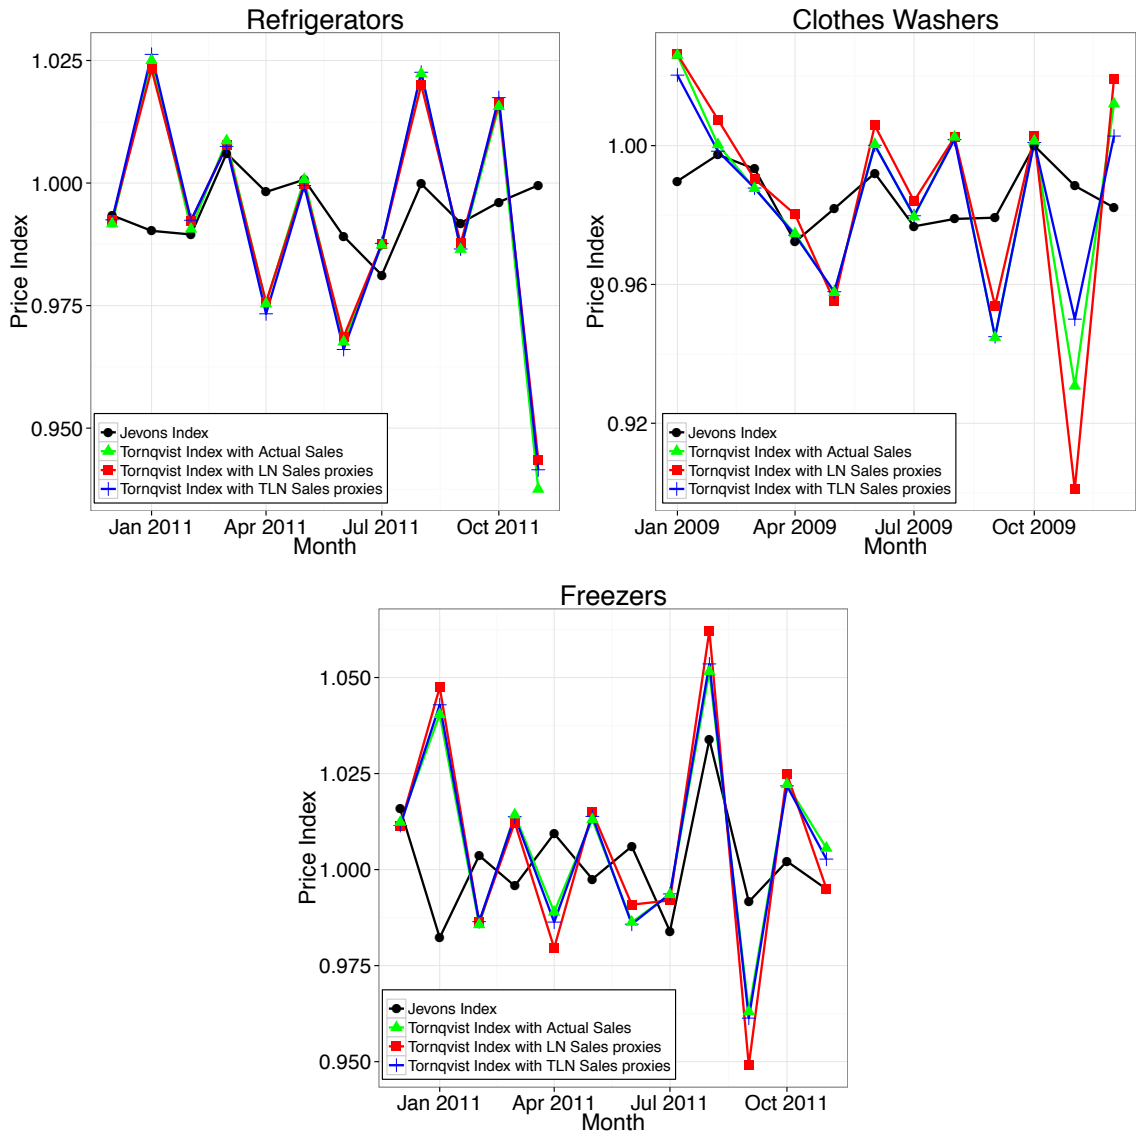 Refrigerators
Price Index
1.025
1.000
0.975
0.950
Jevons Index
Tornqvist Index with Actual Sales
Tornqvist Index with LN Sales proxies
Tornqvist Index with TLN Sales proxies
Jan 2011 Apr 2011 Jul 2011 Oct 2011
Month
Clothes Washers
Price Index
1.00
0.96
0.92
Jevons Index
Tornqvist Index with Actual Sales
Tornqvist Index with LN Sales proxies
Tornqvist Index with TLN Sales proxies
Jan 2009 Apr 2009 Jul 2009 Oct 2009
Month
Freezers
Price Index
1.050
1.025
1.000
0.975
0.950
Jevons Index
Tornqvist Index with Actual Sales
Tornqvist Index with LN Sales proxies
Tornqvist Index with TLN Sales proxies
Jan 2011 Apr 2011 Jul 2011 Oct 2011
Month